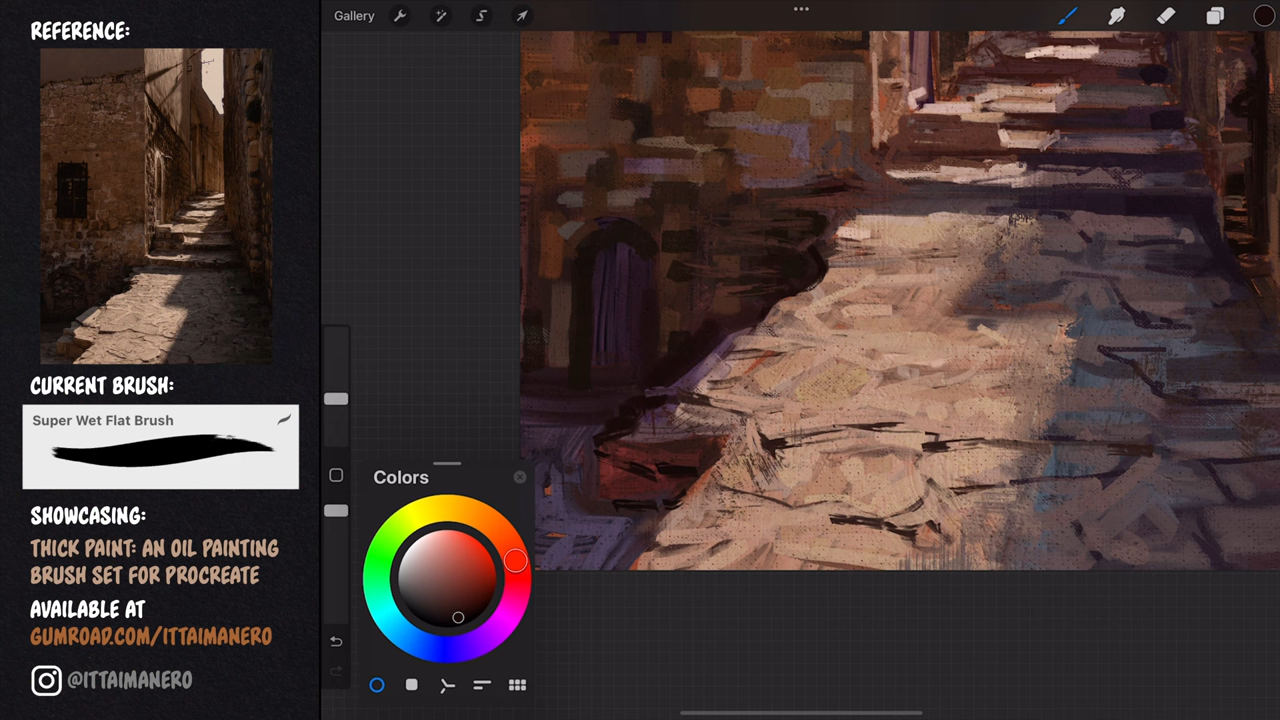 REFERENCE:
CURRENT BRUSH:
Super Wet Flat Brush
SHOWCASING:
THICK PAINT: AN OIL PAINTING
BRUSH SET FOR PROCREATE
AVAILABLE AT
GUMROAD.COM/ITTAIMANERO
@ITTAIMANERO
Gallery
Colors